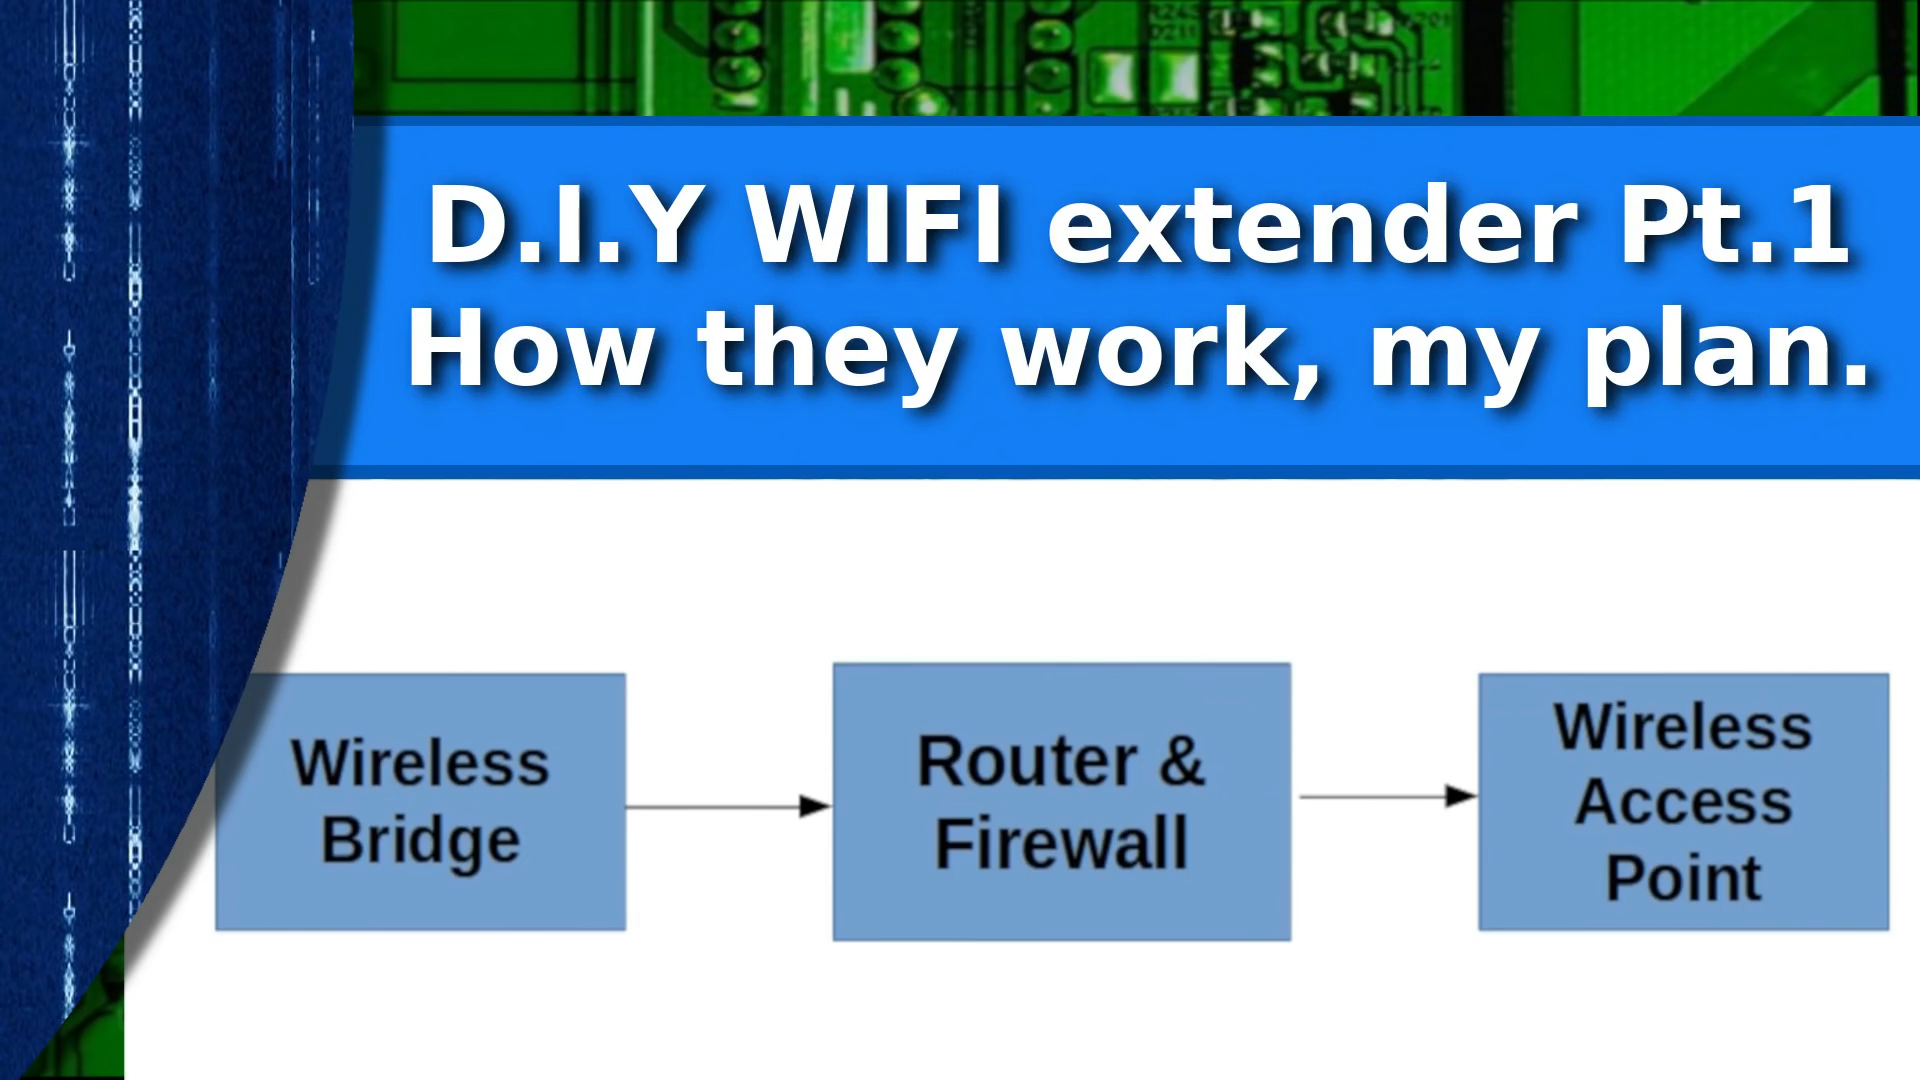 D.I.Y WIFI extender Pt.1
How they work, my plan.
Wireless
Bridge
Router &
Firewall
Wireless
Access
Point